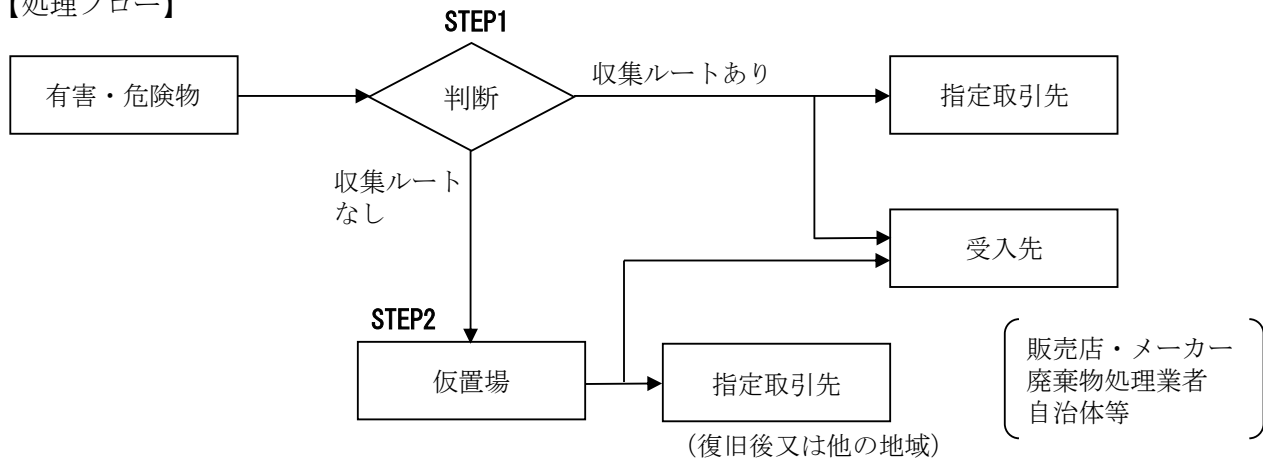 【処理フロー】
STEP1
有害・危険物
判断
収集ルートあり
指定取引先
収集ルート
なし
受入先
STEP2
仮置場
指定取引先
(復旧後又は他の地域)
販売店・メーカー
廃棄物処理業者
自治体等